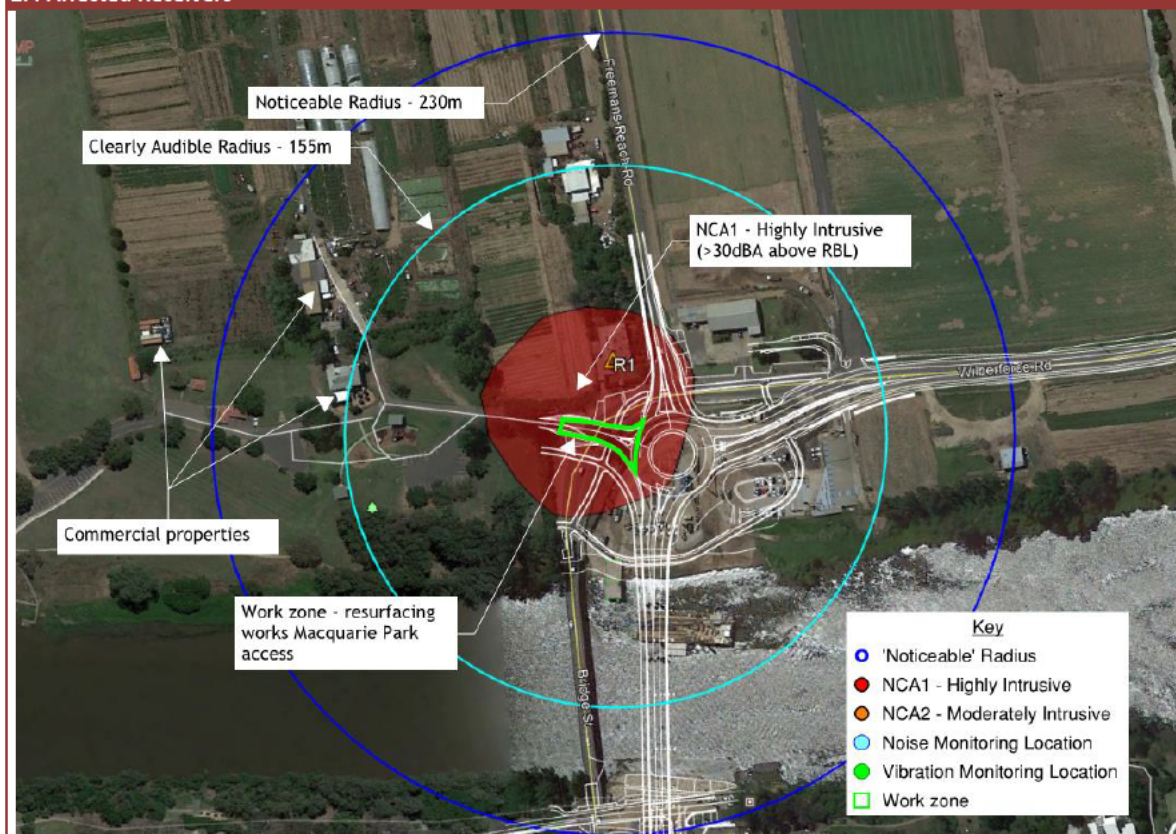 Affected Receivers
Noticeable Radius - 230m
Clearly Audible Radius - 155m
Freemans Reach Rd
NCA1 - Highly Intrusive
(>30dBA above RBL)
R1
Wilberforce Rd
Commercial properties
Work zone - resurfacing
works Macquarie Park
access
Bridge St
Key
'Noticeable' Radius
NCA1 - Highly Intrusive
NCA2 - Moderately Intrusive
Noise Monitoring Location
Vibration Monitoring Location
Work zone